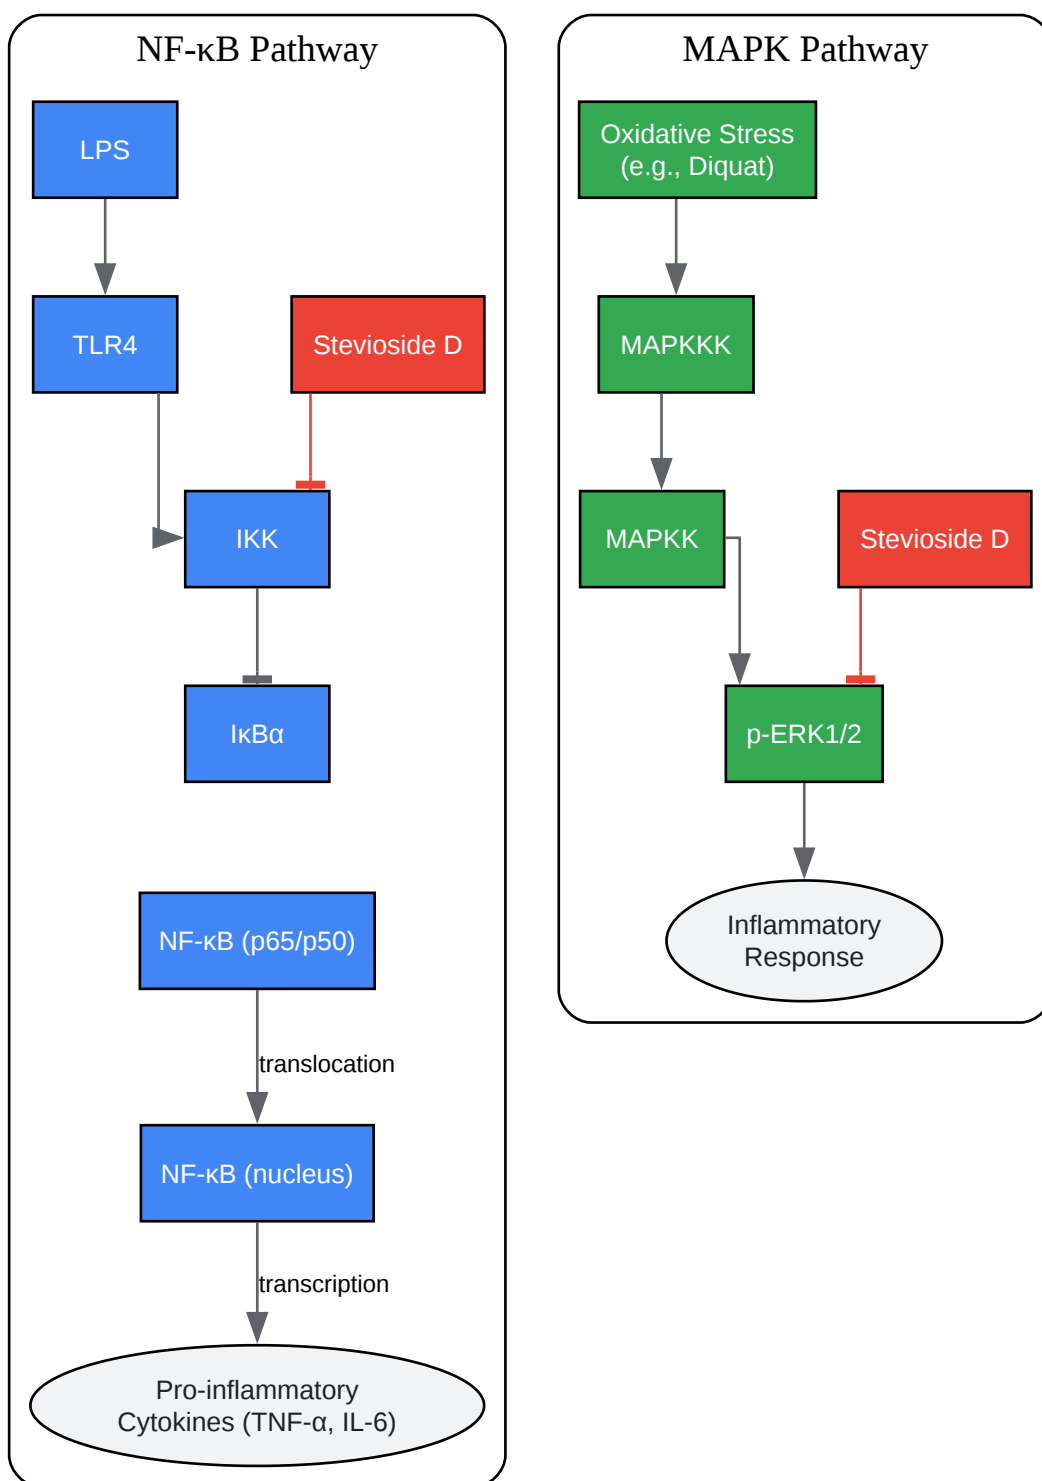 NF-κB Pathway
LPS
TLR4
Stevioside D
IKK
IκBα
NF-κB (p65/p50)
translocation
NF-κB (nucleus)
transcription
Pro-inflammatory
Cytokines (TNF-α, IL-6)
MAPK Pathway
Oxidative Stress
(e.g., Diquat)
MAPKKK
MAPKK
Stevioside D
p-ERK1/2
Inflammatory
Response